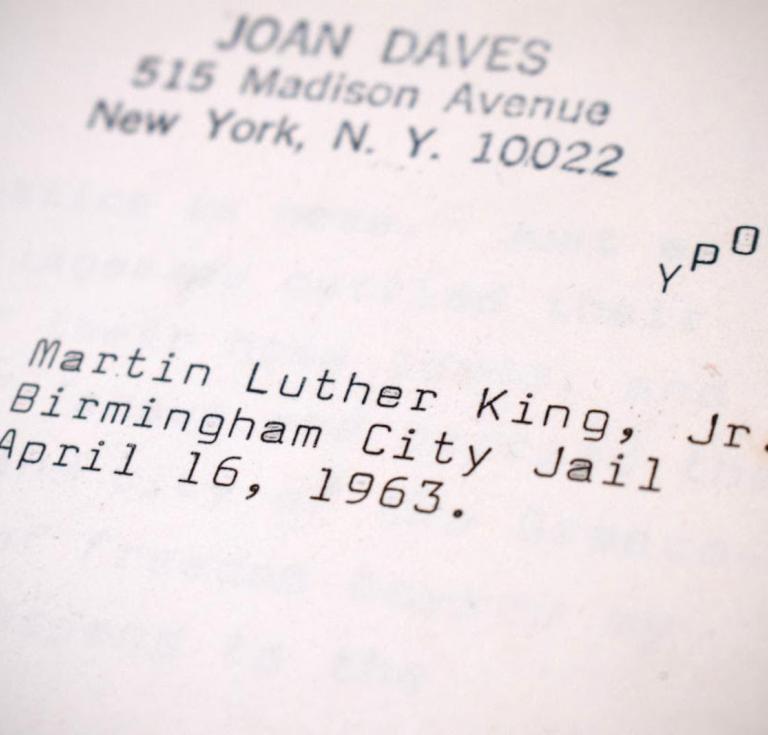 JOAN DAVES
515 Madison Avenue
New York, N. Y. 10022
YPO
Martin Luther King, Jr.
Birmingham City Jail
April 16, 1963.